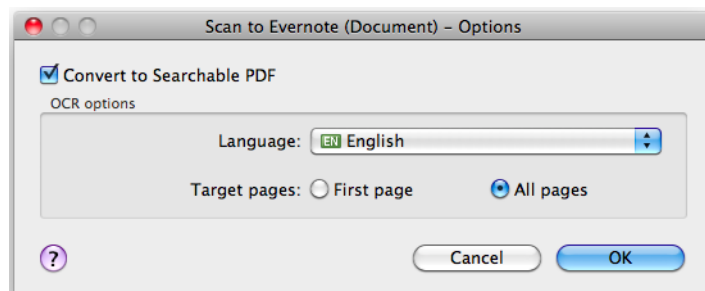 Scan to Evernote (Document) – Options
Convert to Searchable PDF
OCR options
Language: EN English
Target pages: First page All pages
? Cancel OK